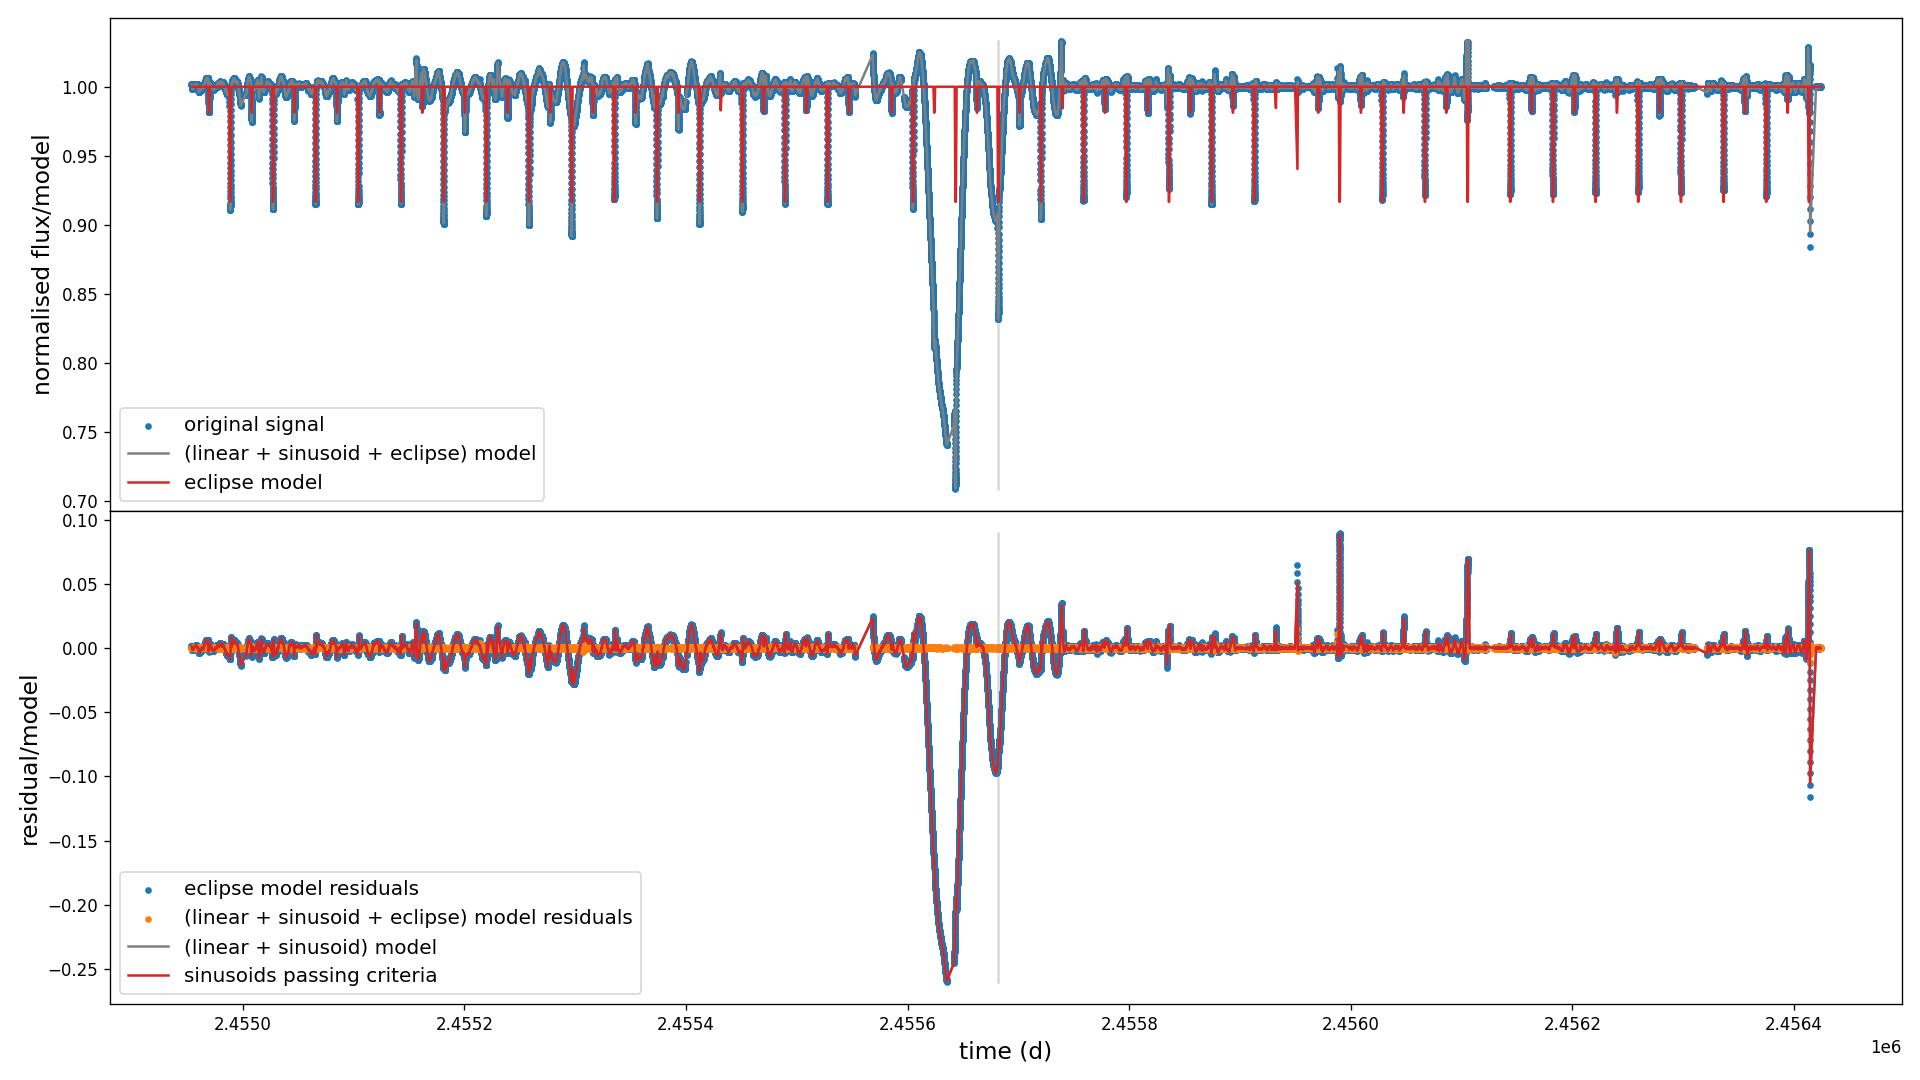 normalised flux/model
1.00
0.95
0.90
0.85
0.80
0.75
0.70
original signal
(linear + sinusoid + eclipse) model
eclipse model
residual/model
0.10
0.05
0.00
−0.05
−0.10
−0.15
−0.20
−0.25
eclipse model residuals
(linear + sinusoid + eclipse) model residuals
(linear + sinusoid) model
sinusoids passing criteria
2.4550 2.4552 2.4554 2.4556 2.4558 2.4560 2.4562 2.4564
time (d)
1e6